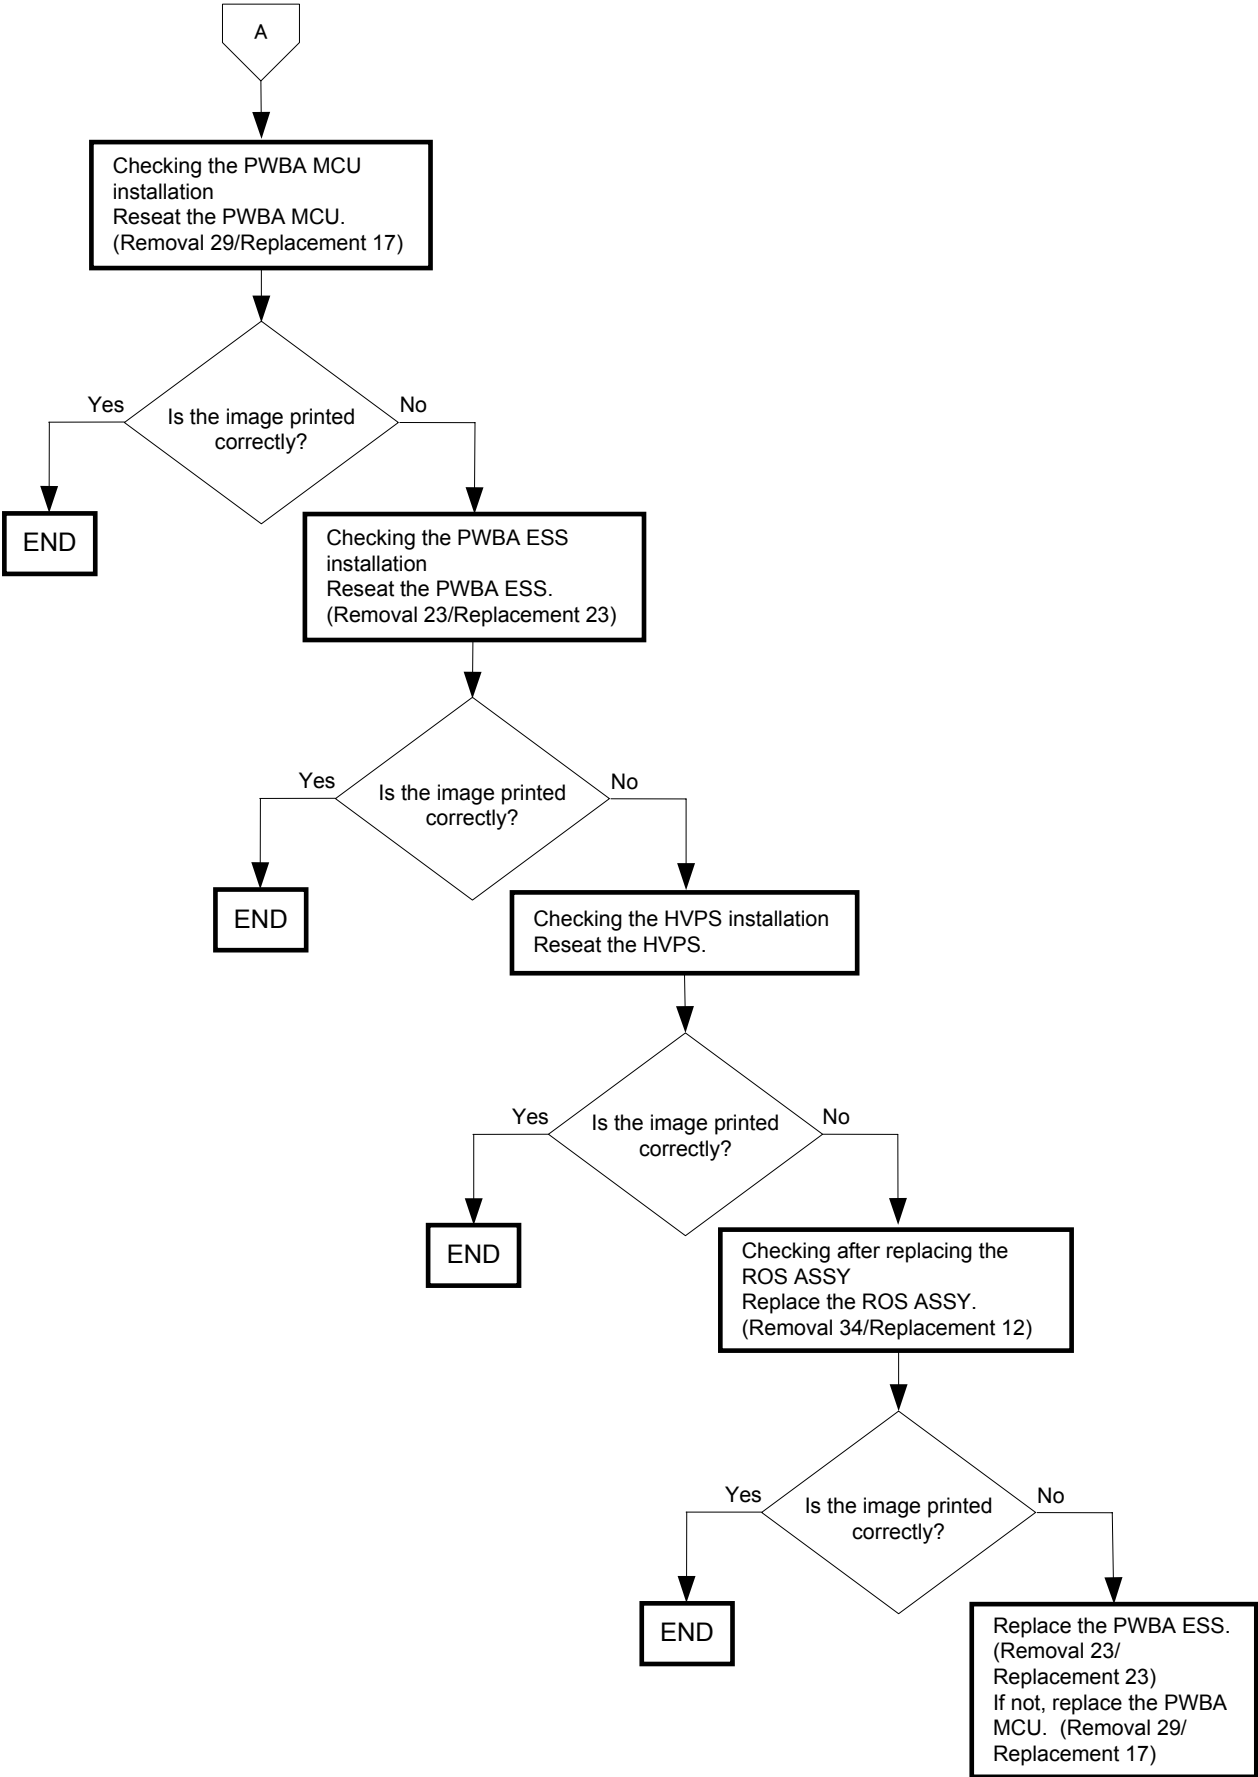 A
Checking the PWBA MCU
installation
Reseat the PWBA MCU.
(Removal 29/Replacement 17)
Yes
No
Is the image printed
correctly?
END
Checking the PWBA ESS
installation
Reseat the PWBA ESS.
(Removal 23/Replacement 23)
Yes
No
Is the image printed
correctly?
END
Checking the HVPS installation
Reseat the HVPS.
Yes
No
Is the image printed
correctly?
END
Checking after replacing the
ROS ASSY
Replace the ROS ASSY.
(Removal 34/Replacement 12)
Yes
No
Is the image printed
correctly?
END
Replace the PWBA ESS.
(Removal 23/
Replacement 23)
If not, replace the PWBA
MCU.  (Removal 29/
Replacement 17)